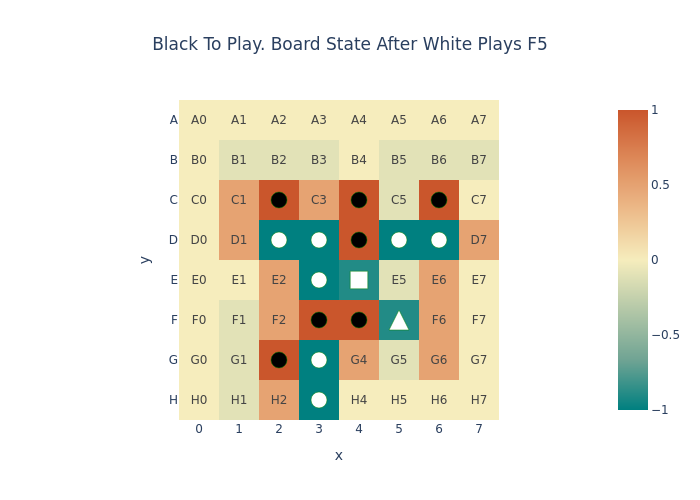 Black To Play. Board State After White Plays F5
A A0 A1 A2 A3 A4 A5 A6 A7
B B0 B1 B2 B3 B4 B5 B6 B7
C C0 C1 C3 C5 C7
D D0 D1 D7
E E0 E1 E2 E5 E6 E7
F F0 F1 F2 F6 F7
G G0 G1 G4 G5 G6 G7
H H0 H1 H2 H4 H5 H6 H7
0 1 2 3 4 5 6 7
x
y
1
0.5
0
−0.5
−1